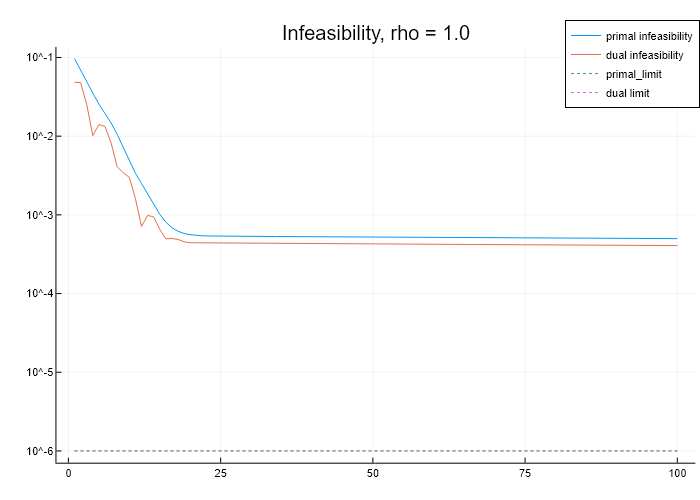 Infeasibility, rho = 1.0
primal infeasibility
dual infeasibility
primal_limit
dual limit
10^-1
10^-2
10^-3
10^-4
10^-5
10^-6
0 25 50 75 100